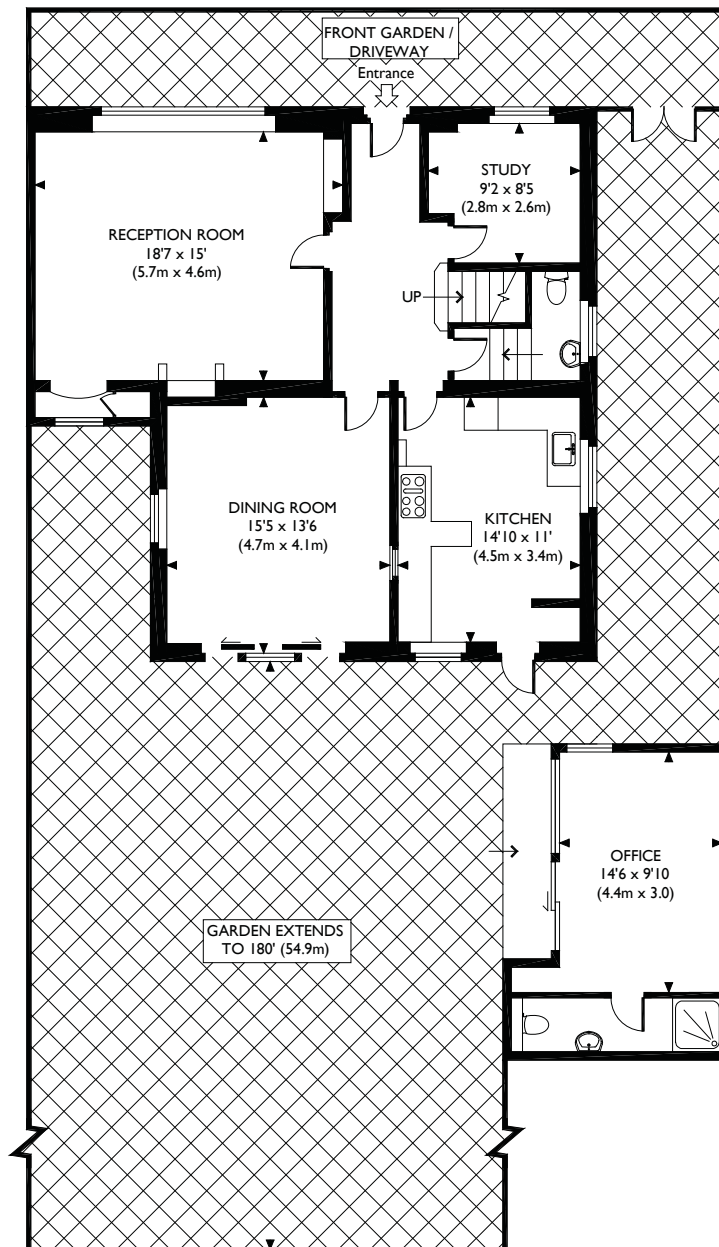 FRONT GARDEN /
DRIVEWAY
Entrance
STUDY
9'2 x 8'5
(2.8m x 2.6m)
RECEPTION ROOM
18'7 x 15'
(5.7m x 4.6m)
UP
DINING ROOM
15'5 x 13'6
(4.7m x 4.1m)
KITCHEN
14'10 x 11'
(4.5m x 3.4m)
OFFICE
14'6 x 9'10
(4.4m x 3.0)
GARDEN EXTENDS
TO 180' (54.9m)